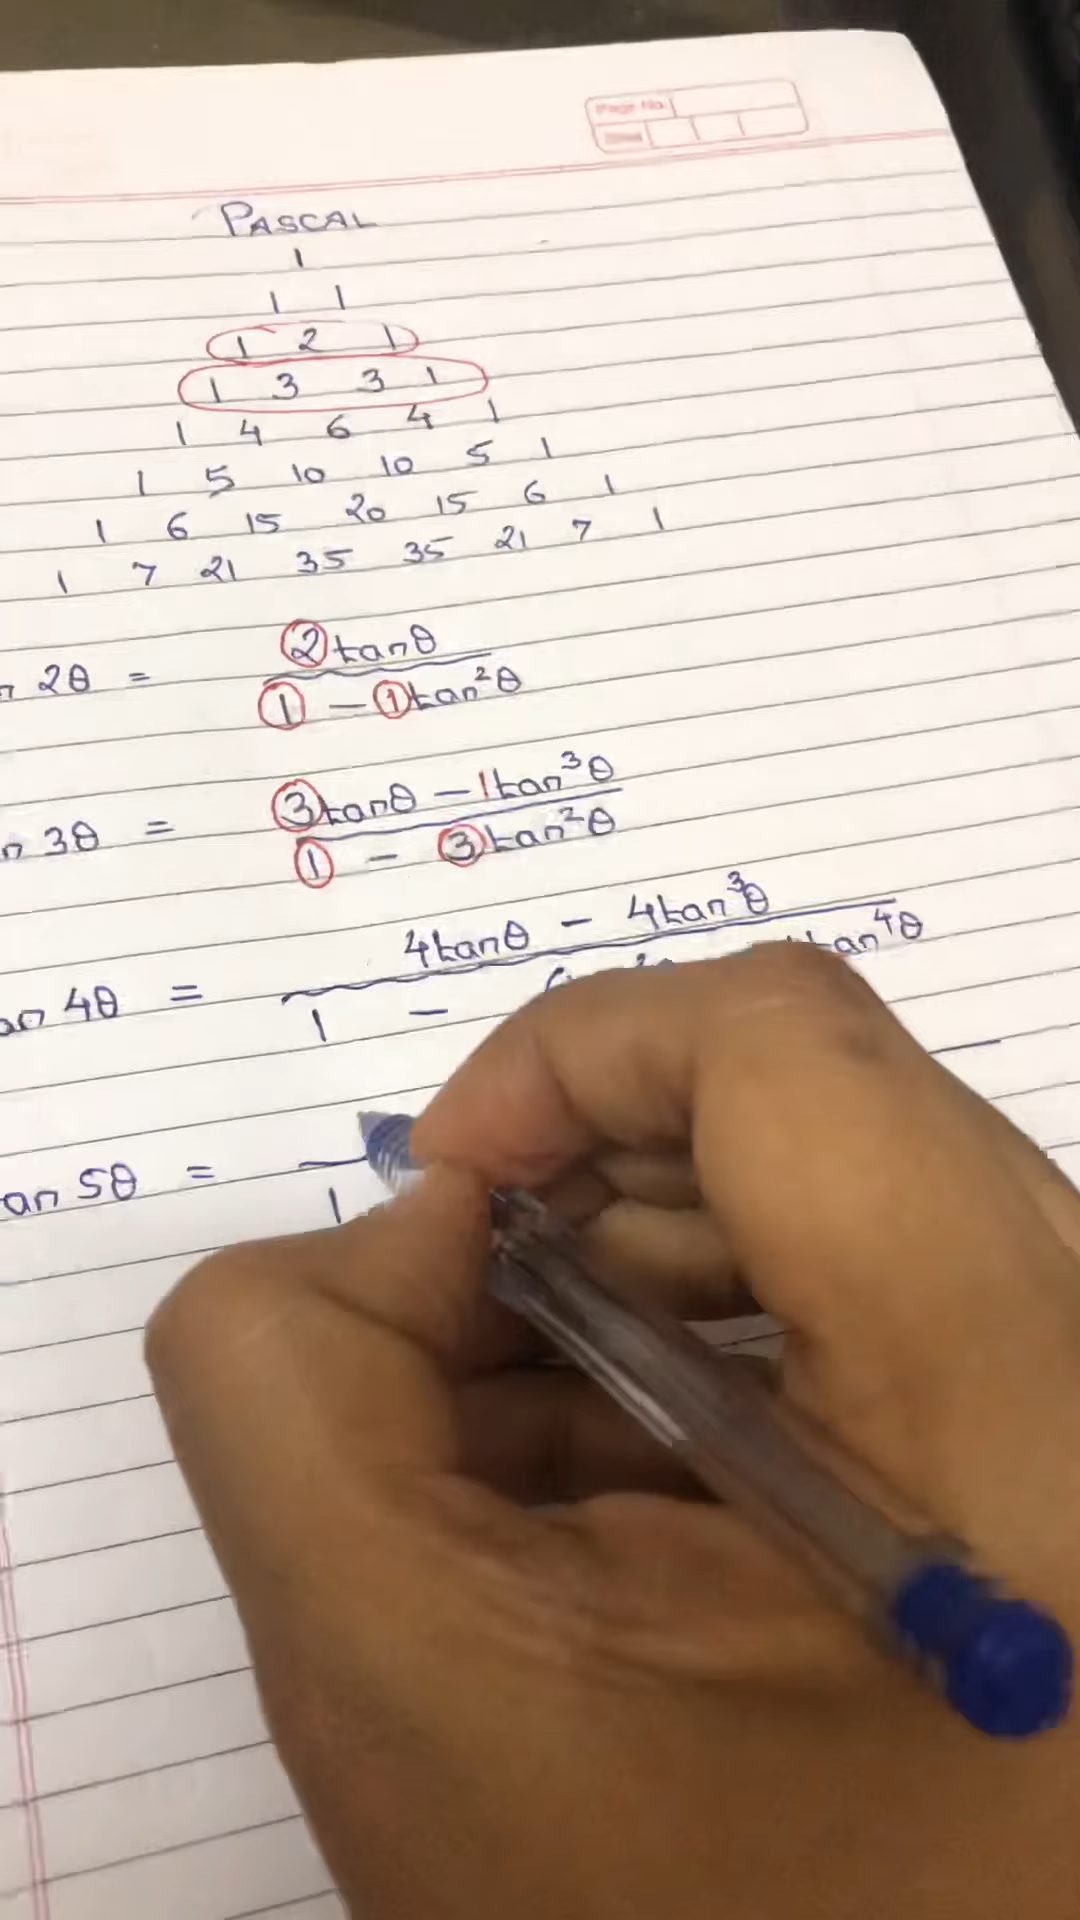 Page No.
PASCAL
1
1 1
1 2 1
1 3 3 1
1 4 6 4 1
1 5 10 10 5 1
1 6 15 20 15 6 1
1 7 21 35 35 21 7 1
n 2θ = 2tanθ
1 - 1tan²θ
n 3θ = 3tanθ - 1tan³θ
1 - 3tan²θ
an 4θ = 4tanθ - 4tan³θ
1 - tan⁴θ
an 5θ =
1